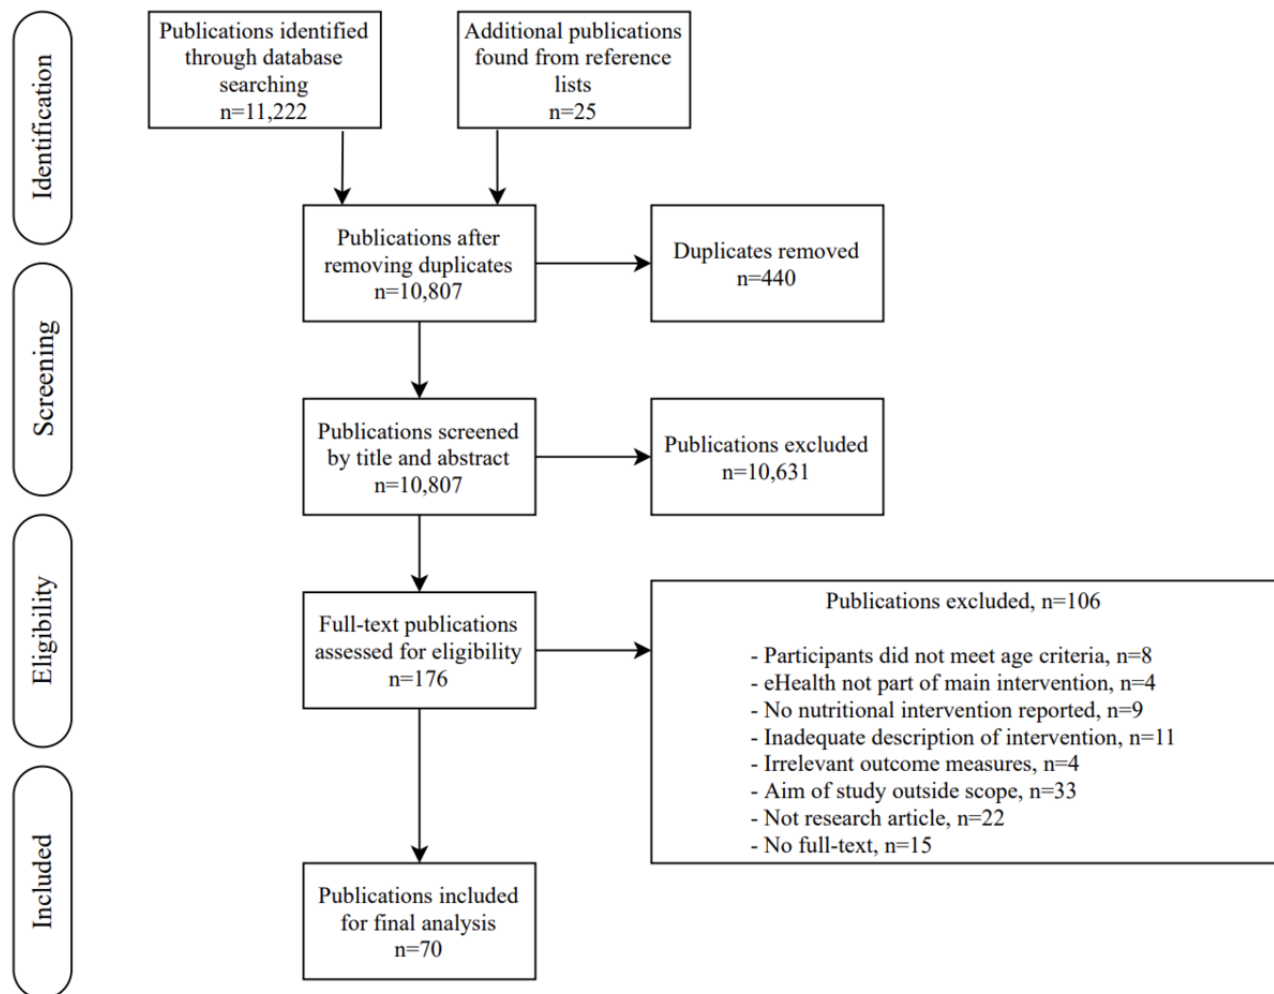 Identification
Publications identified
through database
searching
n=11,222
Additional publications
found from reference
lists
n=25
Publications after
removing duplicates
n=10,807
Duplicates removed
n=440
Screening
Publications screened
by title and abstract
n=10,807
Publications excluded
n=10,631
Eligibility
Full-text publications
assessed for eligibility
n=176
Publications excluded, n=106
- Participants did not meet age criteria, n=8
- eHealth not part of main intervention, n=4
- No nutritional intervention reported, n=9
- Inadequate description of intervention, n=11
- Irrelevant outcome measures, n=4
- Aim of study outside scope, n=33
- Not research article, n=22
- No full-text, n=15
Included
Publications included
for final analysis
n=70